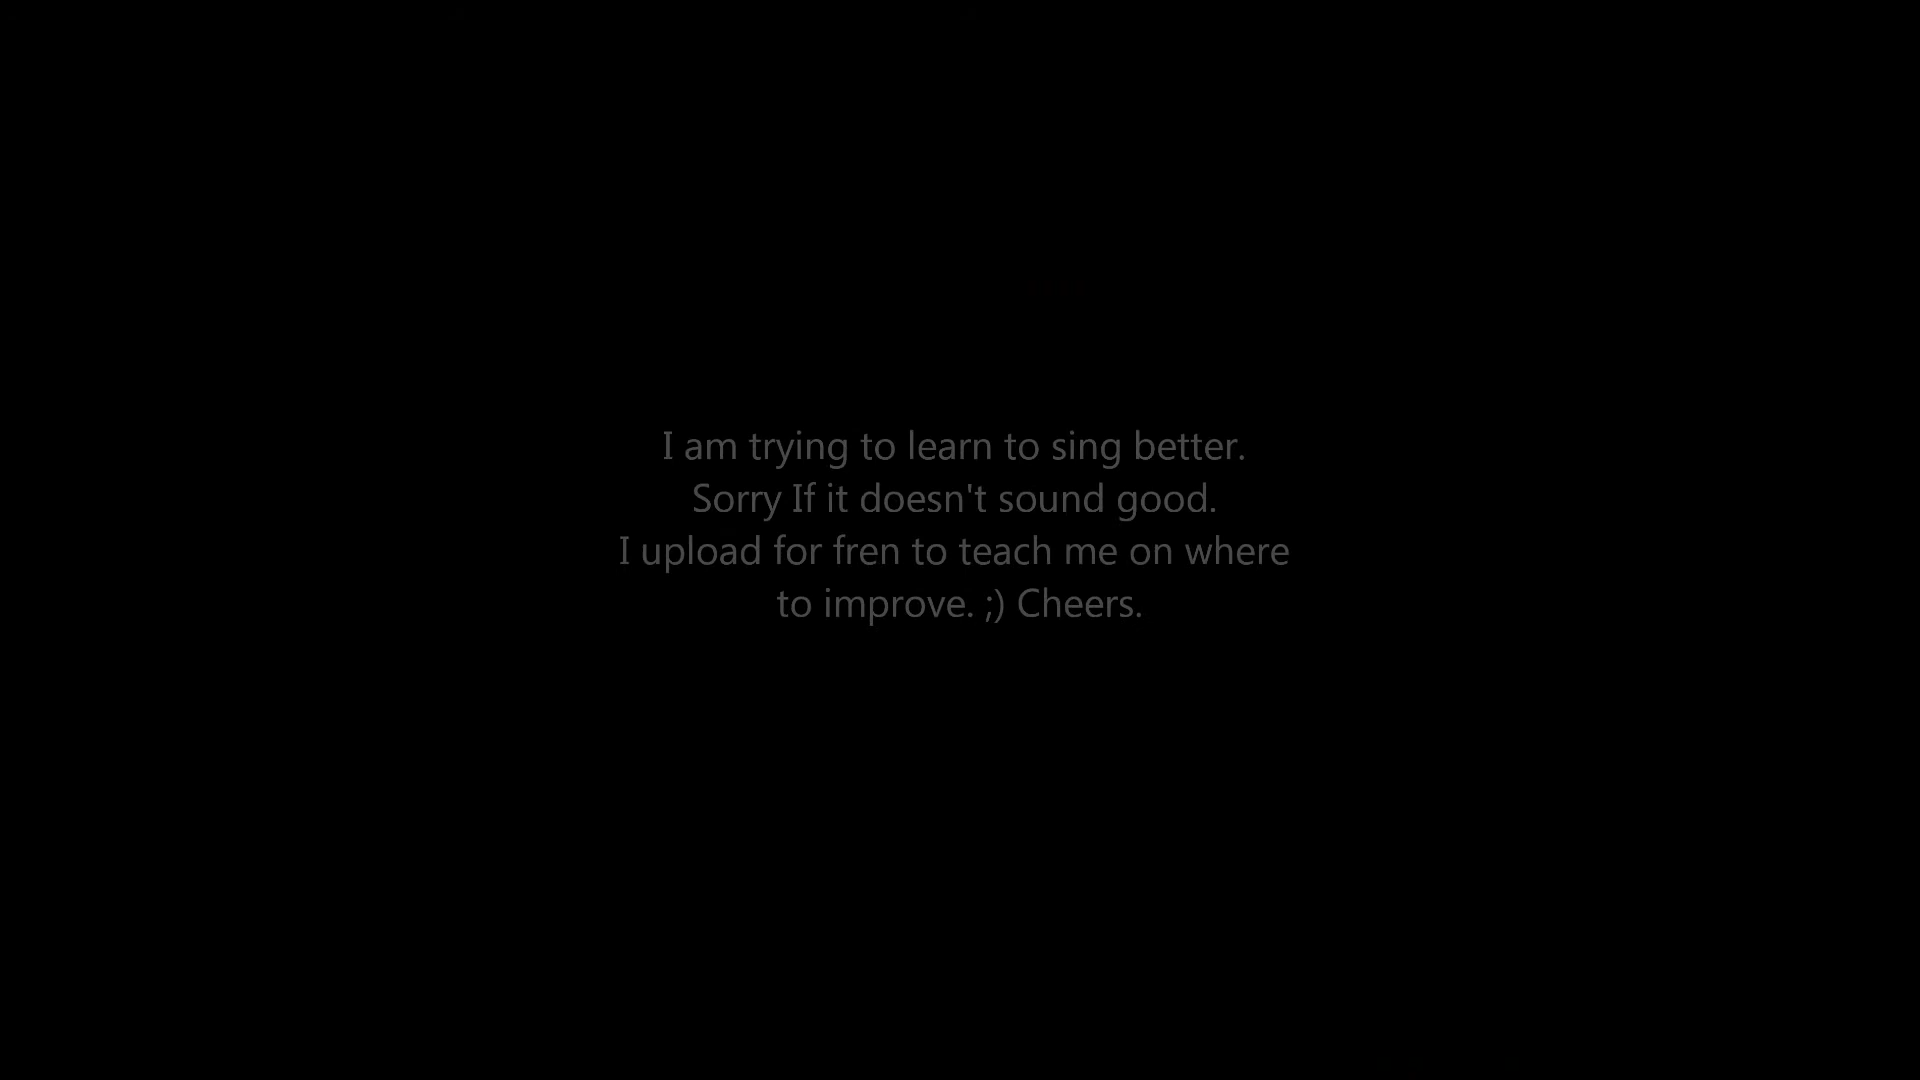 I am trying to learn to sing better.
Sorry If it doesn't sound good.
I upload for fren to teach me on where
to improve. ;) Cheers.